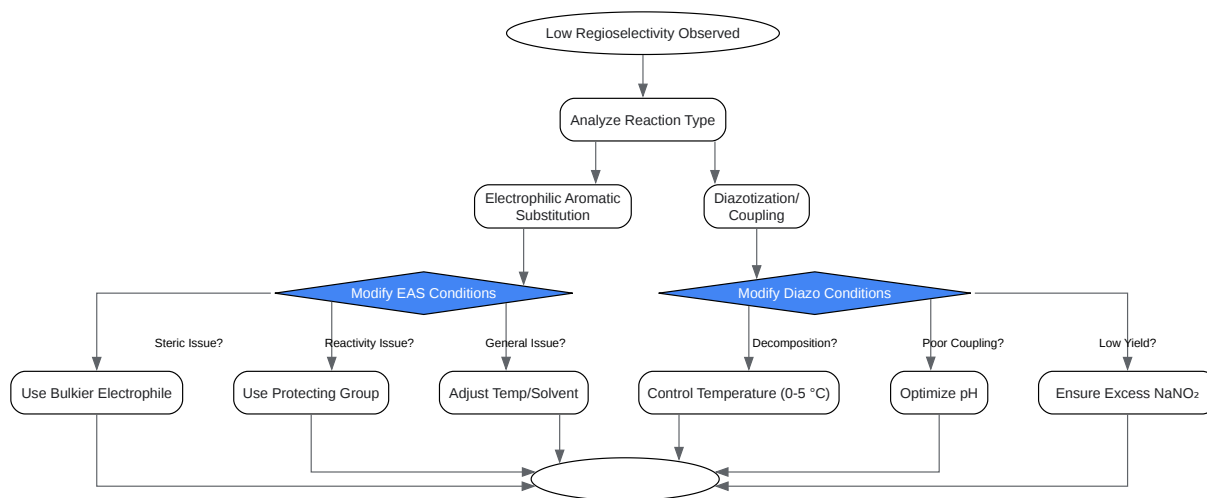 Low Regioselectivity Observed
Analyze Reaction Type
Electrophilic Aromatic
Substitution
Diazotization/
Coupling
Modify EAS Conditions
Modify Diazo Conditions
Steric Issue?
Reactivity Issue?
General Issue?
Decomposition?
Poor Coupling?
Low Yield?
Use Bulkier Electrophile
Use Protecting Group
Adjust Temp/Solvent
Control Temperature (0-5 °C)
Optimize pH
Ensure Excess NaNO₂